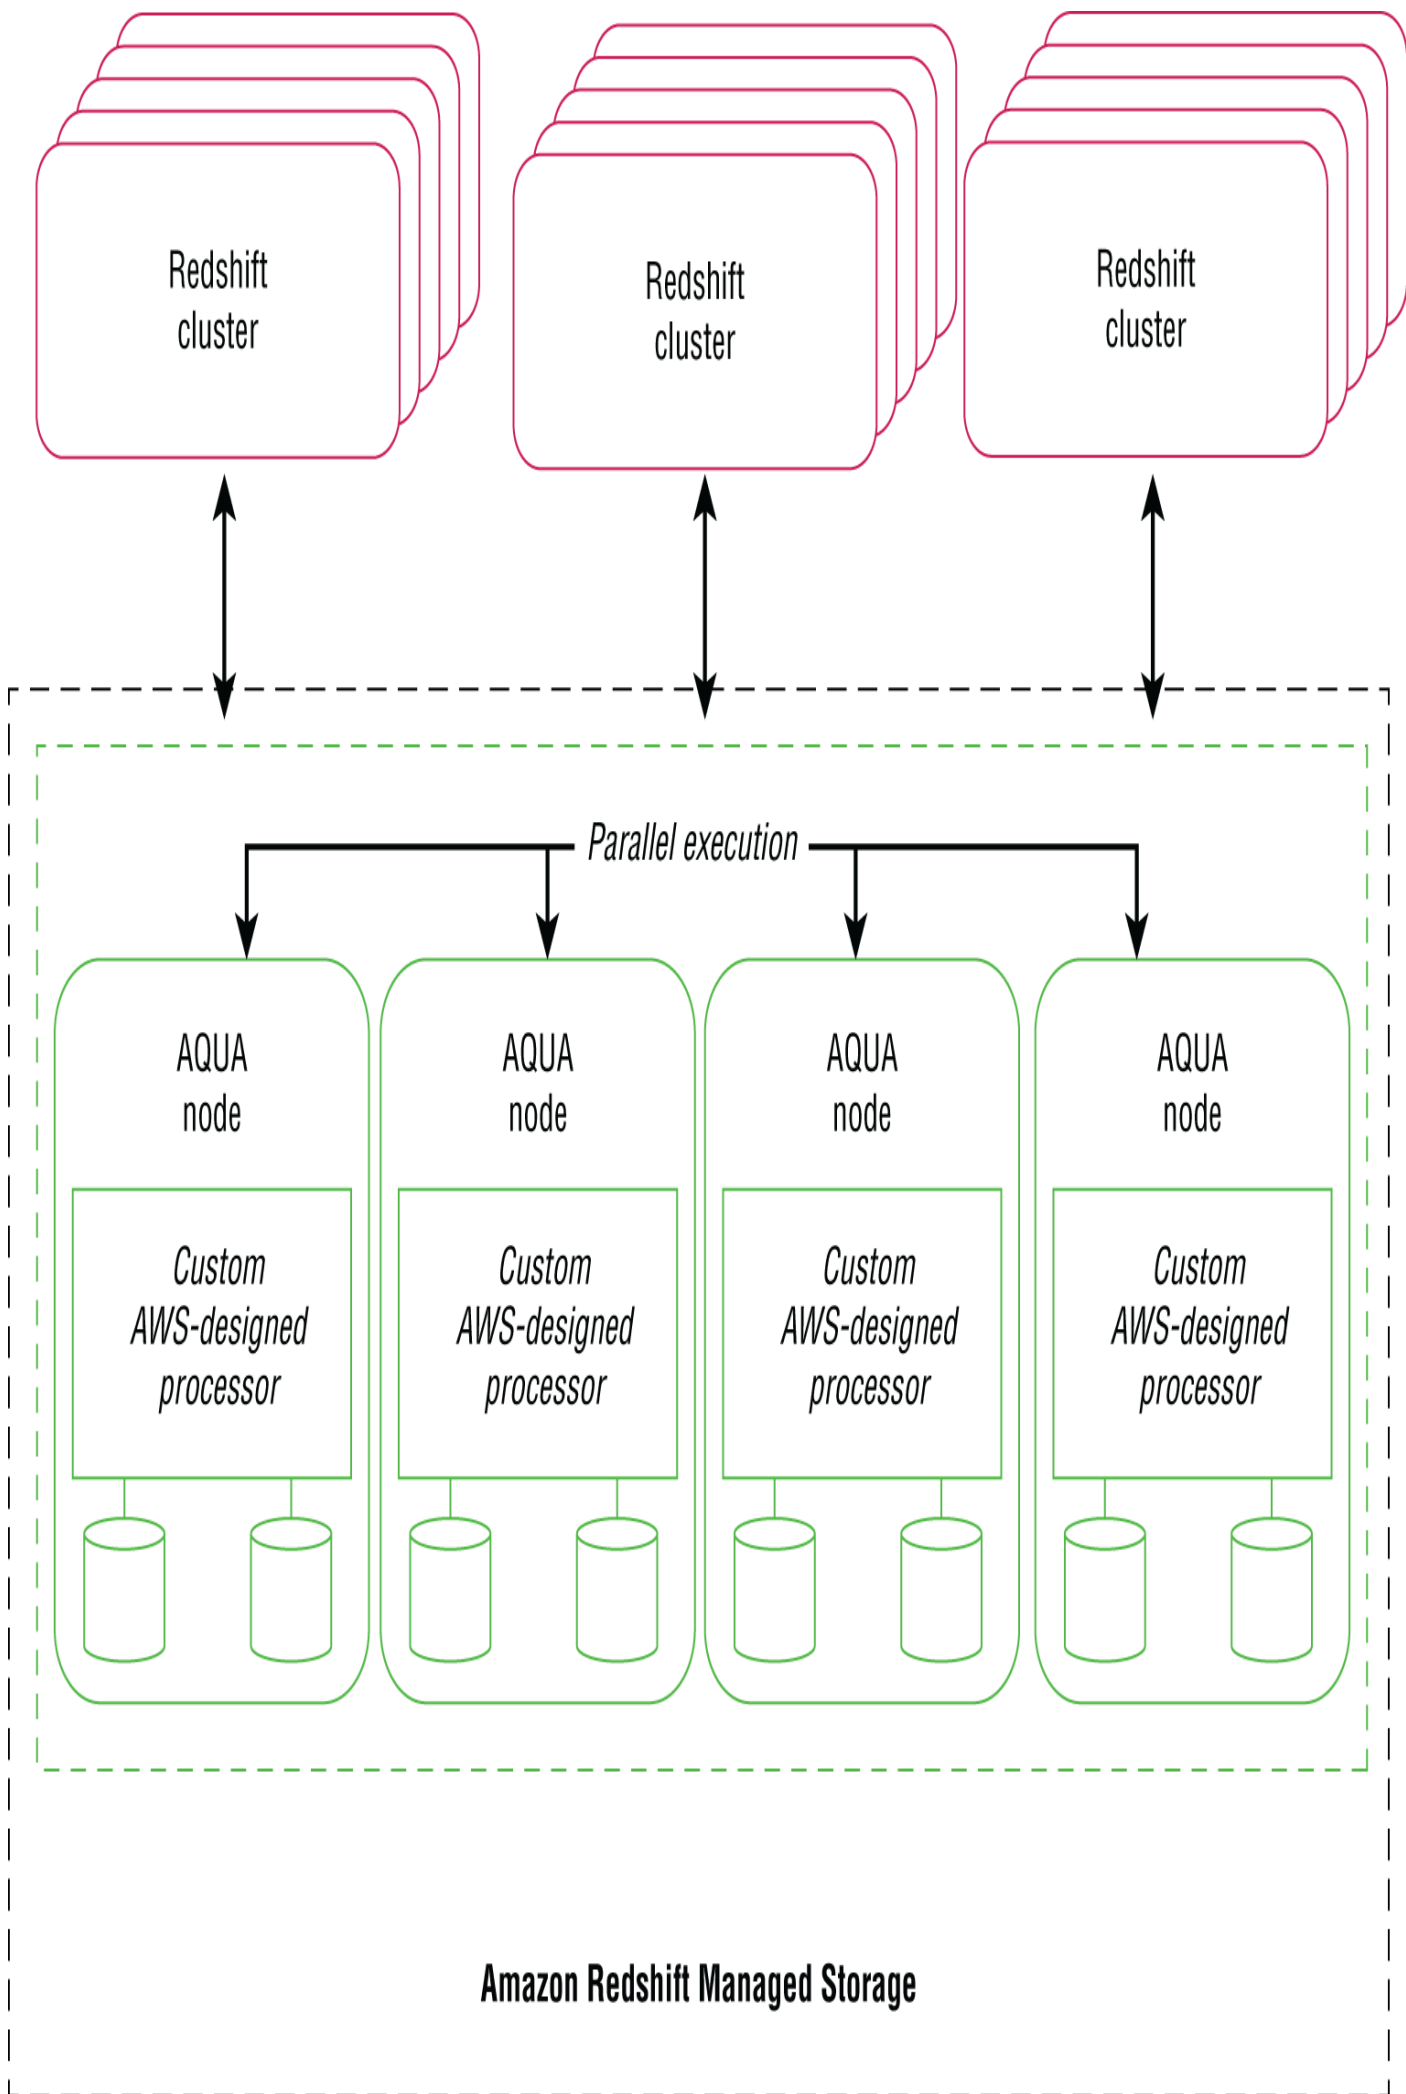 Redshift
cluster
Redshift
cluster
Redshift
cluster
Parallel execution
AQUA
node
AQUA
node
AQUA
node
AQUA
node
Custom
AWS-designed
processor
Custom
AWS-designed
processor
Custom
AWS-designed
processor
Custom
AWS-designed
processor
Amazon Redshift Managed Storage